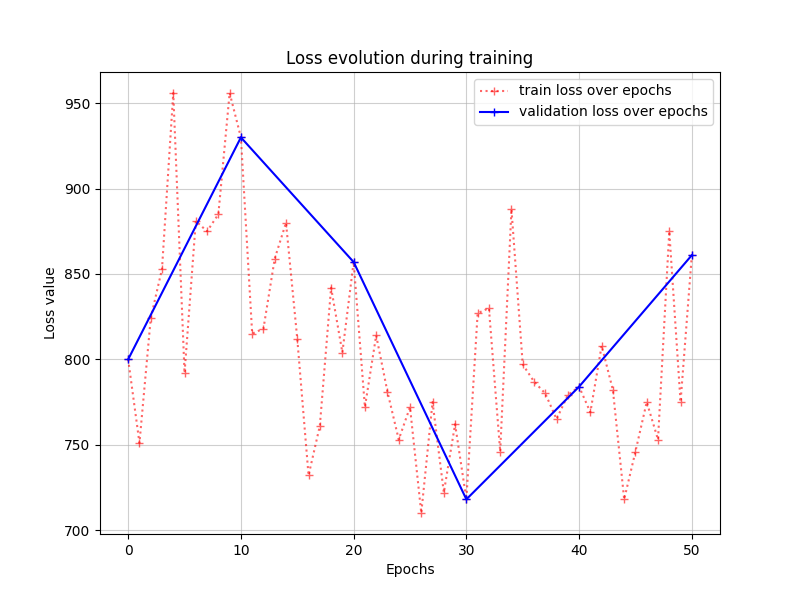 Loss evolution during training
train loss over epochs
validation loss over epochs
Loss value
950
900
850
800
750
700
0 10 20 30 40 50
Epochs